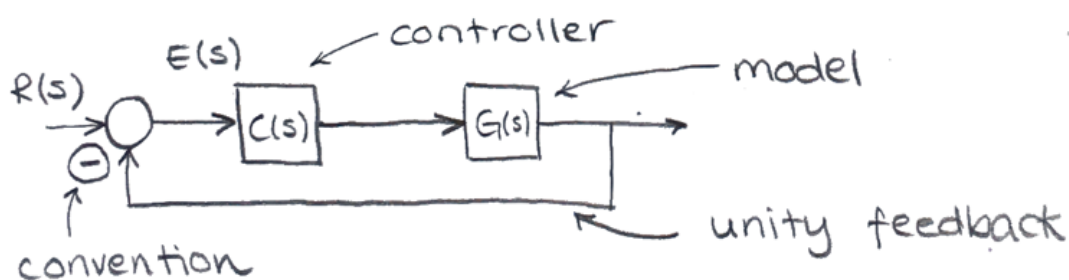 controller
E(s)
model
R(s)
C(s)
G(s)
−
unity feedback
convention